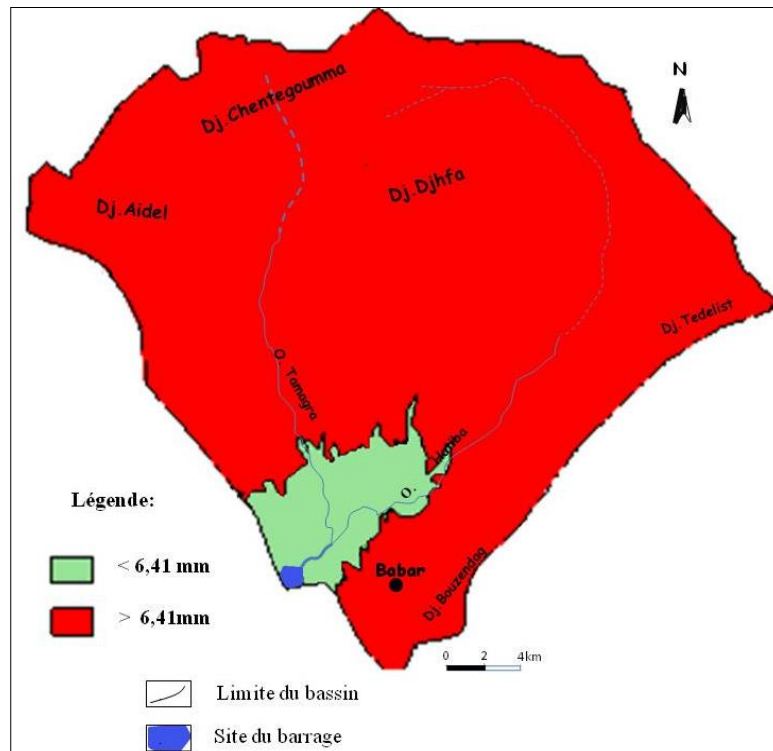 Dj.Chentegoumma
N
Dj.Djhfa
Dj.Aidel
Dj.Tedelist
O. Tamagra
O. Hatiba
Légende:
< 6,41 mm
> 6,41mm
Babar
Dj.Bouzendag
0 2 4km
Limite du bassin
Site du barrage